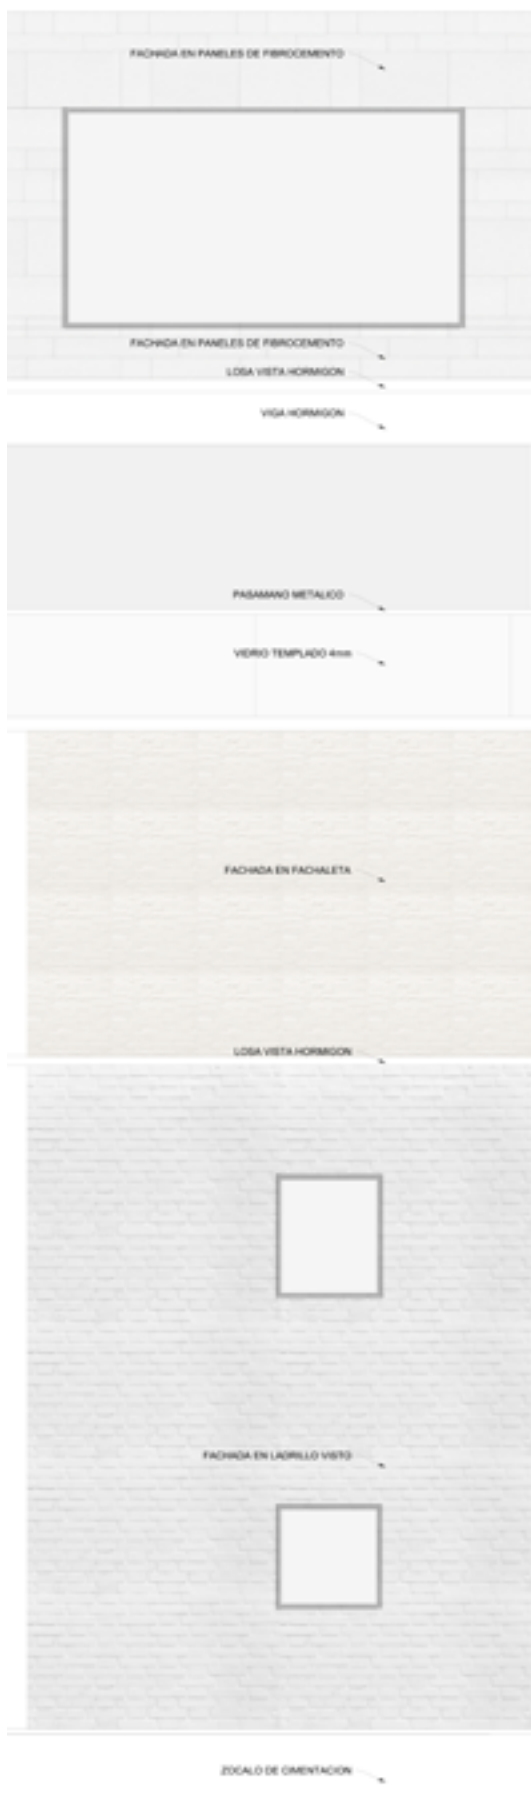 FACHADA EN PANELES DE FIBROCEMENTO
FACHADA EN PANELES DE FIBROCEMENTO
LOSA VISTA HORMIGON
VIGA HORMIGON
PASAMANO METALICO
VIDRIO TEMPLADO 4mm
FACHADA EN FACHALETA
LOSA VISTA HORMIGON
FACHADA EN LADRILLO VISTO
ZOCALO DE CIMENTACION